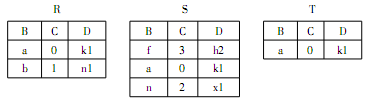 R S T
B C D B C D B C D
a 0 k1 f 3 h2 a 0 k1
b 1 n1 a 0 k1
n 2 x1